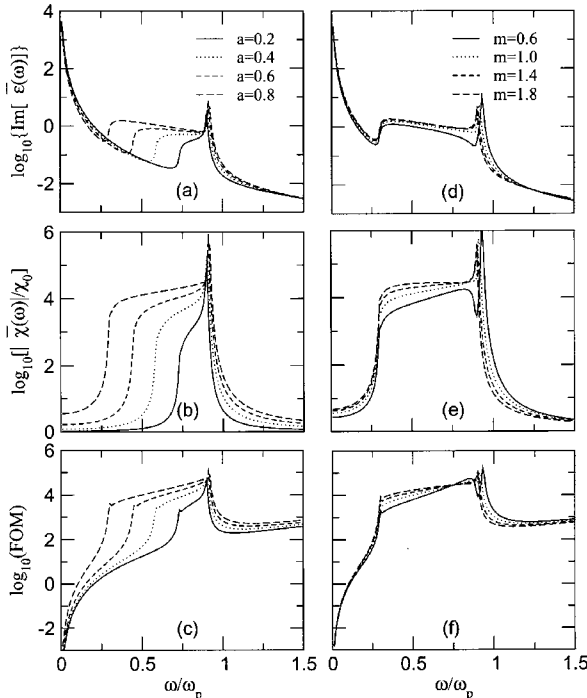 log10{Im[ ε̄(ω)]}
4
2
0
-2
a=0.2
a=0.4
a=0.6
a=0.8
(a)
m=0.6
m=1.0
m=1.4
m=1.8
(d)
log10[| χ̄(ω)|/χ0]
6
4
2
0
(b)
(e)
log10(FOM)
6
4
2
0
-2
(c)
(f)
0 0.5 1 1.5
0 0.5 1 1.5
ω/ωp
ω/ωp